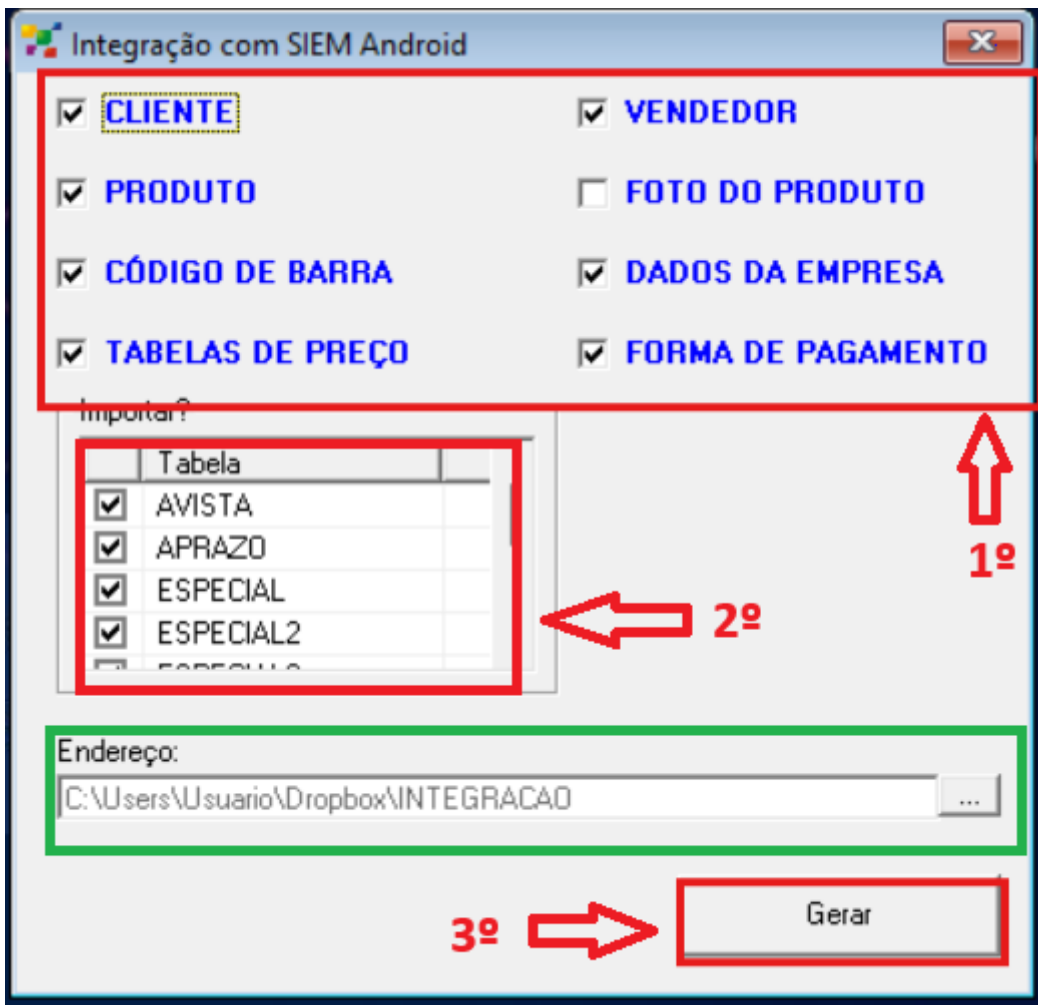 Integração com SIEM Android
CLIENTE VENDEDOR
PRODUTO FOTO DO PRODUTO
CÓDIGO DE BARRA DADOS DA EMPRESA
TABELAS DE PREÇO FORMA DE PAGAMENTO
Importar?
Tabela
AVISTA
APRAZO
ESPECIAL
1º
ESPECIAL2
2º
Endereço:
C:\Users\Usuario\Dropbox\INTEGRACAO ...
Gerar
3º